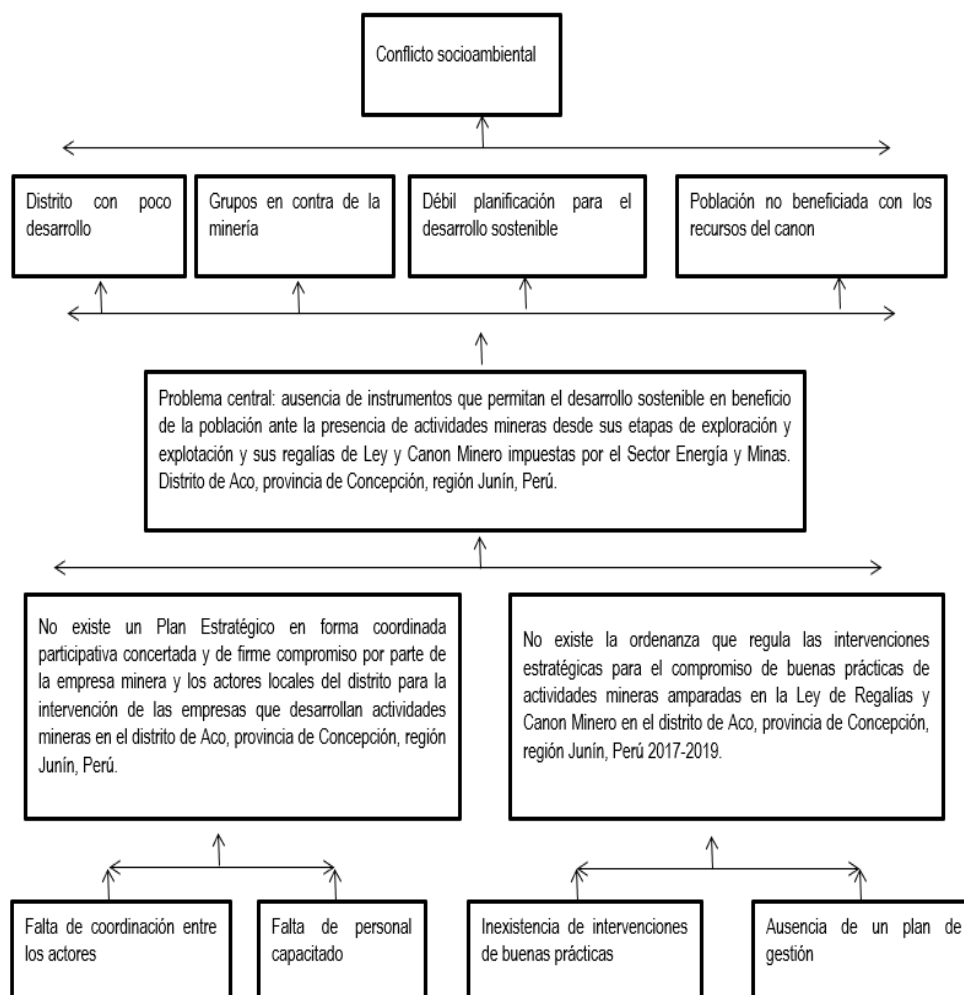 Conflicto socioambiental
Distrito con poco
desarrollo
Grupos en contra de la
minería
Débil planificación para el
desarrollo sostenible
Población no beneficiada con los
recursos del canon
Problema central: ausencia de instrumentos que permitan el desarrollo sostenible en beneficio
de la población ante la presencia de actividades mineras desde sus etapas de exploración y
explotación y sus regalías de Ley y Canon Minero impuestas por el Sector Energía y Minas.
Distrito de Aco, provincia de Concepción, región Junín, Perú.
No existe un Plan Estratégico en forma coordinada
participativa concertada y de firme compromiso por parte de
la empresa minera y los actores locales del distrito para la
intervención de las empresas que desarrollan actividades
mineras en el distrito de Aco, provincia de Concepción, región
Junín, Perú.
No existe la ordenanza que regula las intervenciones
estratégicas para el compromiso de buenas prácticas de
actividades mineras amparadas en la Ley de Regalías y
Canon Minero en el distrito de Aco, provincia de Concepción,
región Junín, Perú 2017-2019.
Falta de coordinación entre
los actores
Falta de personal
capacitado
Inexistencia de intervenciones
de buenas prácticas
Ausencia de un plan de
gestión